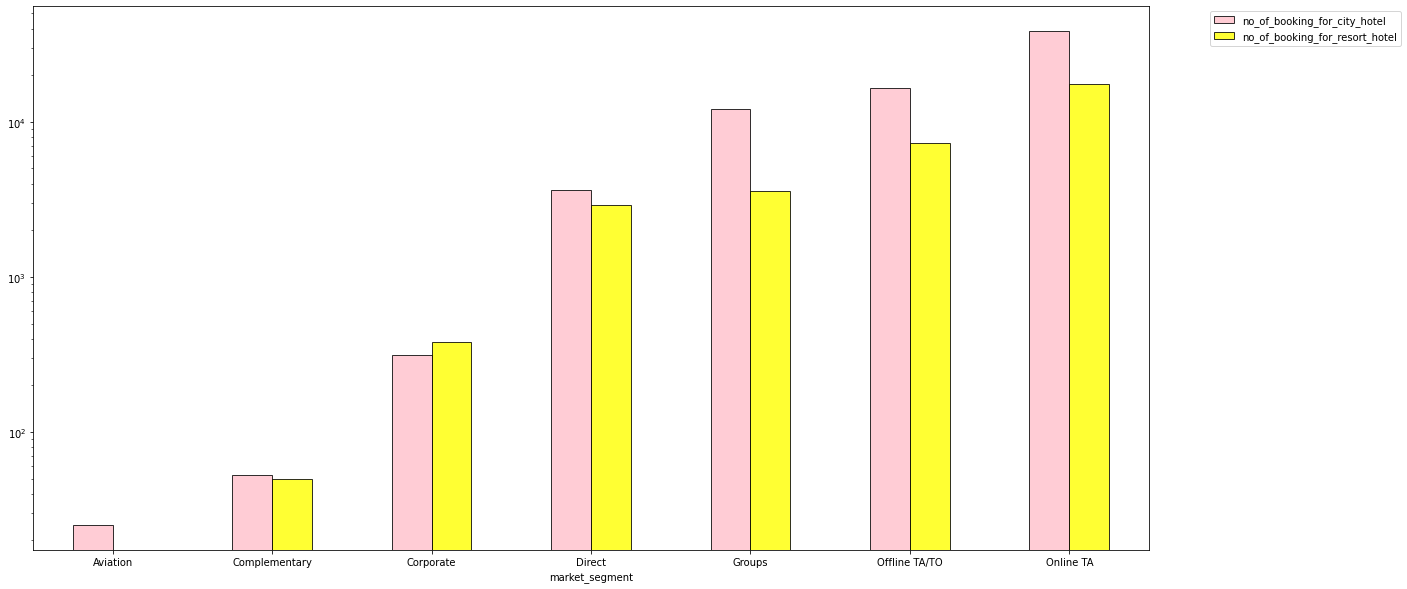 no_of_booking_for_city_hotel
no_of_booking_for_resort_hotel
10⁴
10³
10²
Aviation Complementary Corporate Direct Groups Offline TA/TO Online TA
market_segment